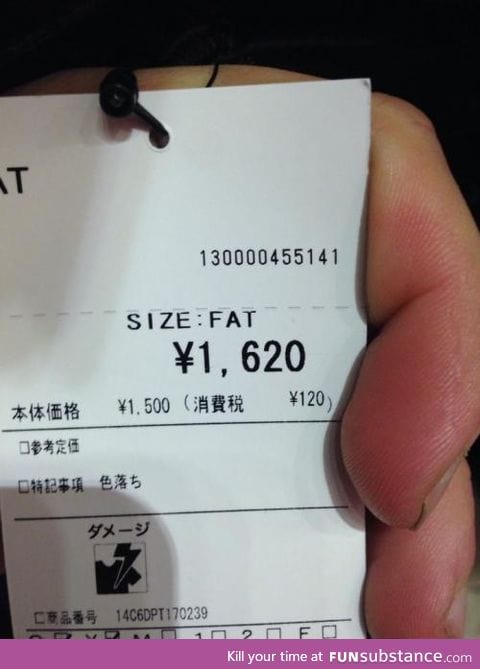 AT
130000455141
SIZE:FAT
¥1,620
本体価格 ¥1,500 (消費税 ¥120)
□参考定価
□特記事項 色落ち
ダメージ
□商品番号 14C6DPT170239
Kill your time at FUNsubstance.com